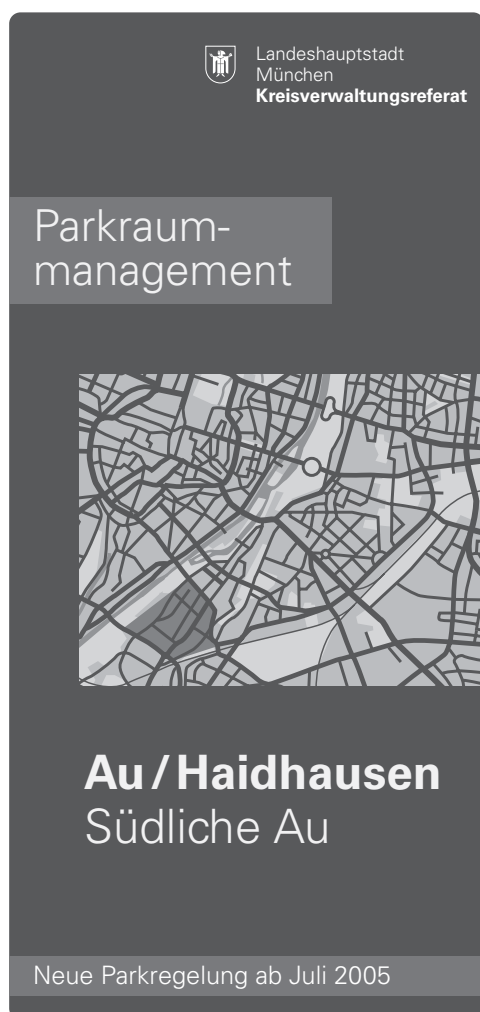 Landeshauptstadt
München
Kreisverwaltungsreferat
Parkraum-
management
Au / Haidhausen
Südliche Au
Neue Parkregelung ab Juli 2005